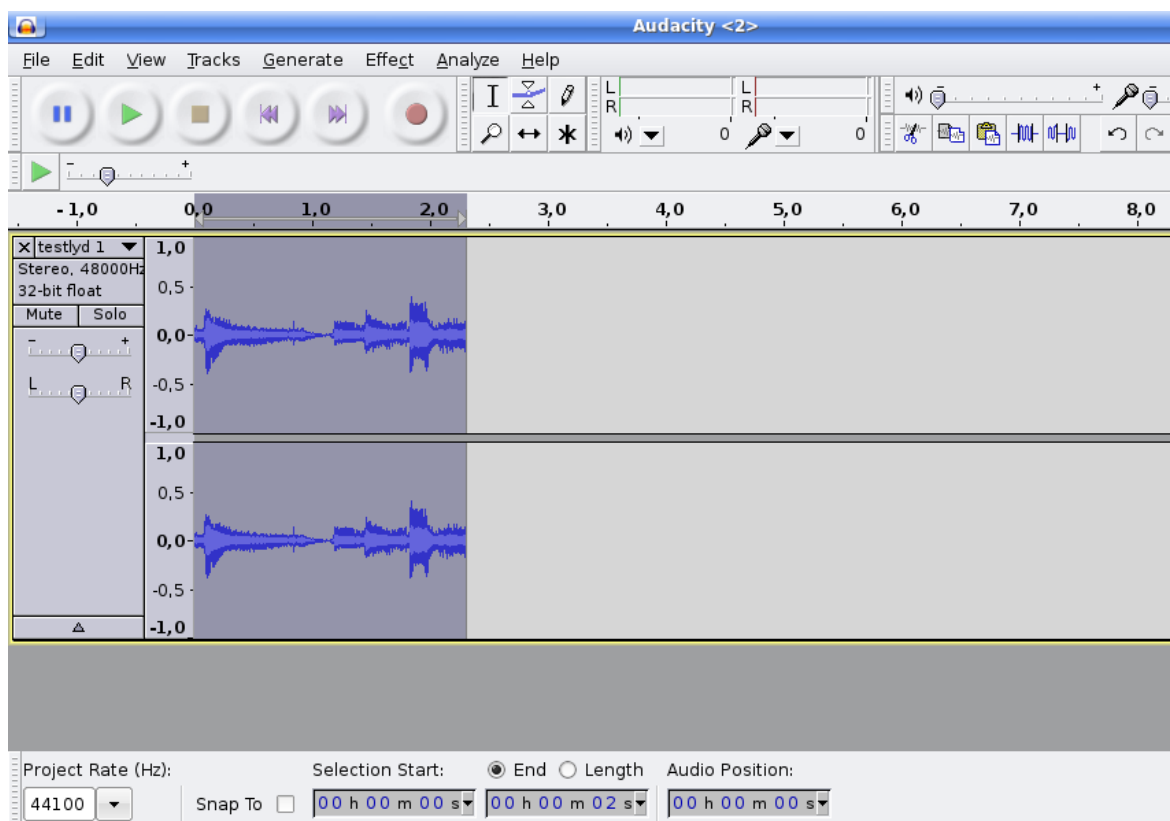 Audacity <2>
File Edit View Tracks Generate Effect Analyze Help
L
R
L
R
0
0
- +
- 1,0 0,0 1,0 2,0 3,0 4,0 5,0 6,0 7,0 8,0
testlyd 1
Stereo, 48000Hz
32-bit float
Mute Solo
- +
L R
1,0
0,5
0,0
-0,5
-1,0
1,0
0,5
0,0
-0,5
-1,0
Project Rate (Hz): Selection Start: End Length Audio Position:
44100 Snap To 00 h 00 m 00 s 00 h 00 m 02 s 00 h 00 m 00 s